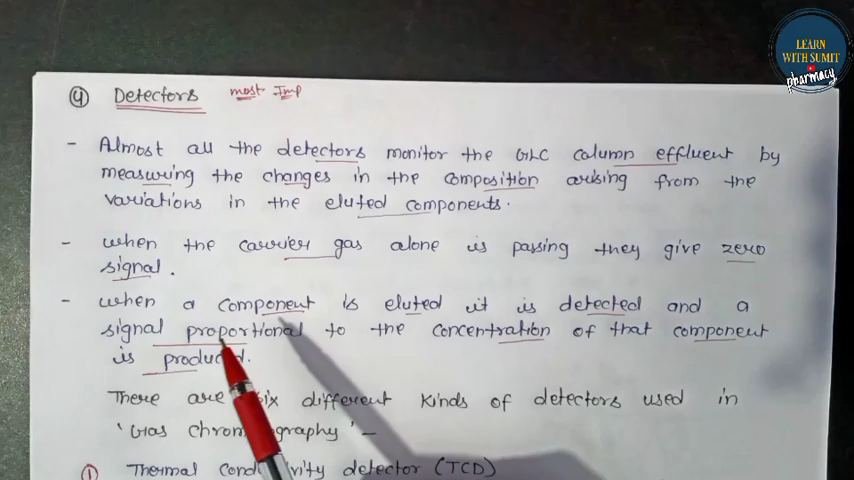 LEARN
WITH SUMIT
pharmacy
④ Detectors most Imp
- Almost all the detectors monitor the GLC column effluent by
measuring the changes in the composition arising from the
variations in the eluted components.
- when the carrier gas alone is passing they give zero
signal.
- when a component is eluted it is detected and a
signal proportional to the concentration of that component
is produced.
There are six different kinds of detectors used in
'Gas chromatography' –
① Thermal conductivity detector (TCD)